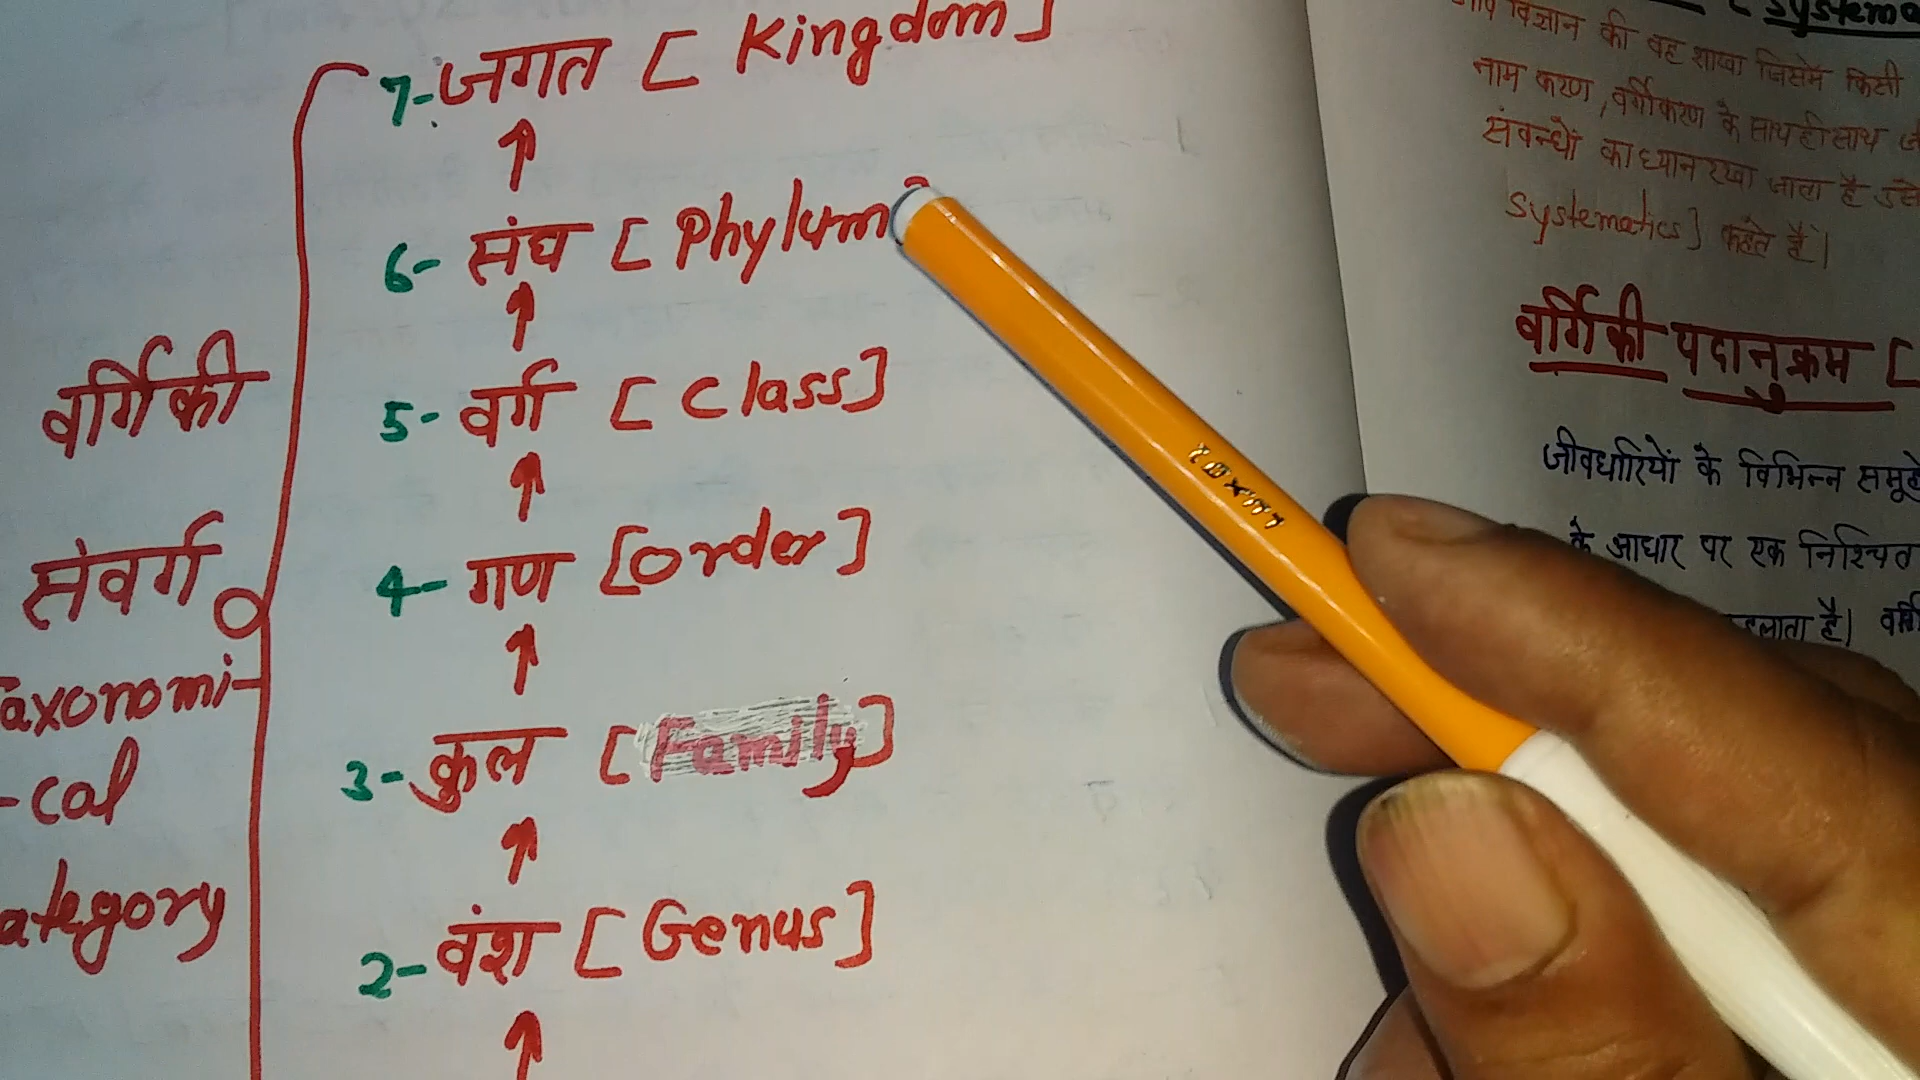 7- जगत [ Kingdom ]
6- संघ [ Phylum
5- वर्ग [ Class ]
4- गण [ Order ]
3- कुल [ Family ]
2- वंश [ Genus ]
वर्गिकी
संवर्ग
axonomi-
-cal
ategory
विज्ञान की वह शाखा जिसमें किसी
नाम करण, वर्गीकरण के साथ ही साथ
संबन्धों का ध्यान रखा जाता है उसे
Systematics ] कहते हैं।
वर्गिकी पदानुक्रम [
जीवधारियों के विभिन्न समूहो
के आधार पर एक निश्चित
है।
Luxor